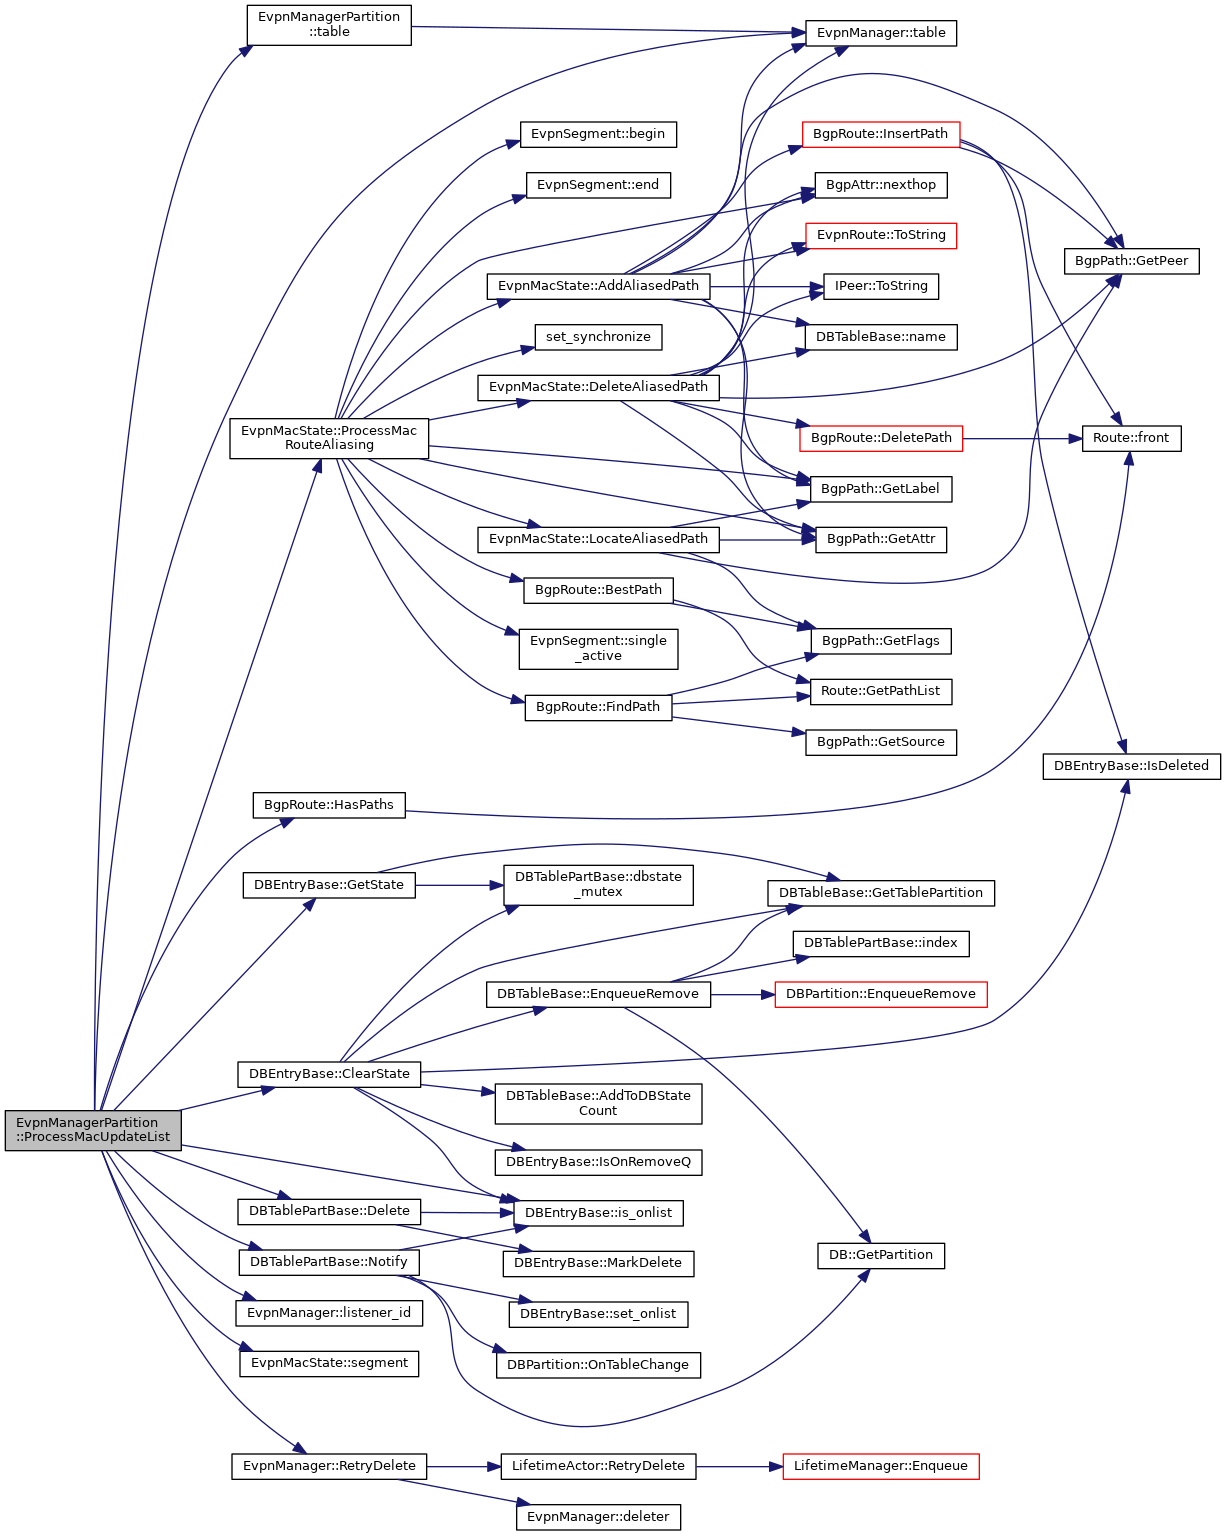 EvpnManagerPartition
::table
EvpnManager::table
EvpnSegment::begin
BgpRoute::InsertPath
EvpnSegment::end
BgpAttr::nexthop
EvpnRoute::ToString
BgpPath::GetPeer
EvpnMacState::AddAliasedPath
IPeer::ToString
set_synchronize
DBTableBase::name
EvpnMacState::DeleteAliasedPath
EvpnMacState::ProcessMac
RouteAliasing
BgpRoute::DeletePath
Route::front
BgpPath::GetLabel
EvpnMacState::LocateAliasedPath
BgpPath::GetAttr
BgpRoute::BestPath
EvpnSegment::single
_active
BgpPath::GetFlags
Route::GetPathList
BgpRoute::FindPath
BgpPath::GetSource
DBEntryBase::IsDeleted
BgpRoute::HasPaths
DBEntryBase::GetState
DBTablePartBase::dbstate
_mutex
DBTableBase::GetTablePartition
DBTablePartBase::index
DBTableBase::EnqueueRemove
DBPartition::EnqueueRemove
DBEntryBase::ClearState
DBTableBase::AddToDBState
Count
EvpnManagerPartition
::ProcessMacUpdateList
DBEntryBase::IsOnRemoveQ
DBTablePartBase::Delete
DBEntryBase::is_onlist
DBTablePartBase::Notify
DBEntryBase::MarkDelete
DB::GetPartition
EvpnManager::listener_id
DBEntryBase::set_onlist
EvpnMacState::segment
DBPartition::OnTableChange
EvpnManager::RetryDelete
LifetimeActor::RetryDelete
LifetimeManager::Enqueue
EvpnManager::deleter